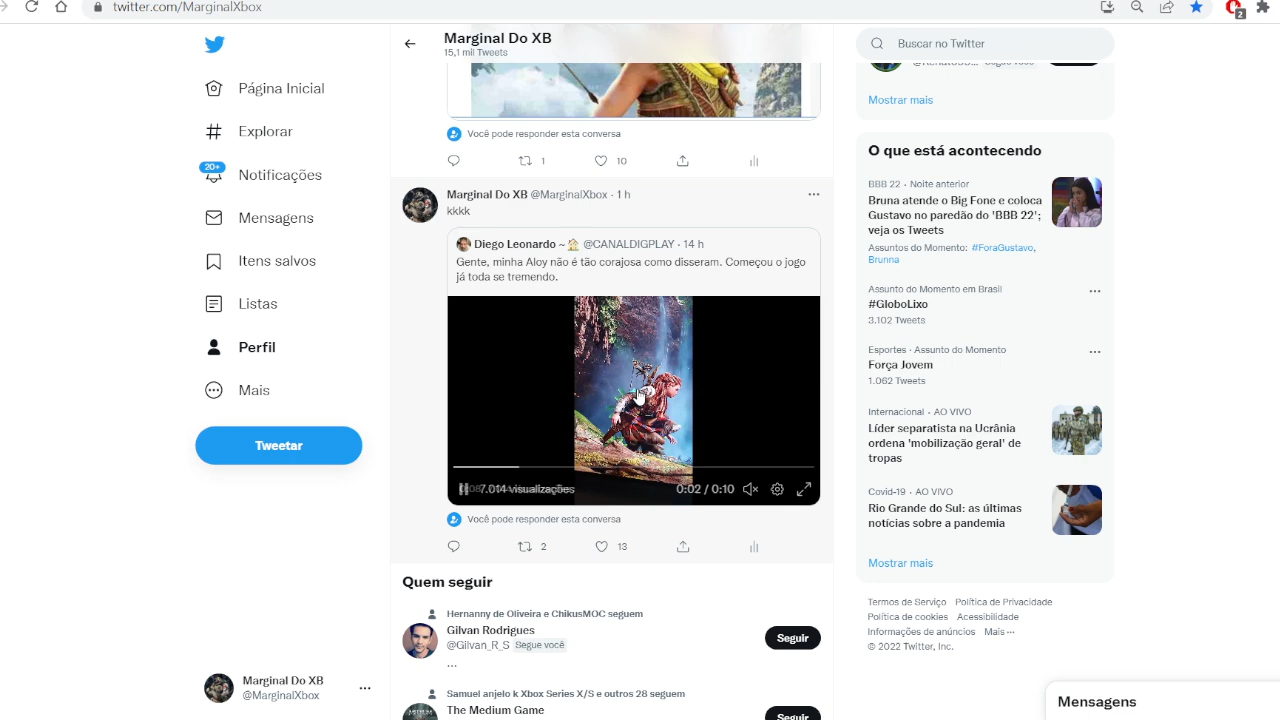 twitter.com/MarginalXbox
2
Marginal Do XB
15,1 mil Tweets
Página Inicial
Explorar
20+
Notificações
Mensagens
Itens salvos
Listas
Perfil
Mais
Tweetar
Marginal Do XB
@MarginalXbox
Você pode responder esta conversa
1
10
Marginal Do XB @MarginalXbox · 1 h
kkkk
Diego Leonardo ~ @CANALDIGPLAY · 14 h
Gente, minha Aloy não é tão corajosa como disseram. Começou o jogo
já toda se tremendo.
7.014 visualizações
0:02 / 0:10
Você pode responder esta conversa
2
13
Quem seguir
Hernanny de Oliveira e ChikusMOC seguem
Gilvan Rodrigues
@Gilvan_R_S Segue você
...
Seguir
Samuel anjelo k Xbox Series X/S e outros 28 seguem
The Medium Game
Seguir
Buscar no Twitter
Mostrar mais
O que está acontecendo
BBB 22 · Noite anterior
Bruna atende o Big Fone e coloca
Gustavo no paredão do 'BBB 22';
veja os Tweets
Assuntos do Momento: #ForaGustavo,
Brunna
Assunto do Momento em Brasil
#GloboLixo
3.102 Tweets
Esportes · Assunto do Momento
Força Jovem
1.062 Tweets
Internacional · AO VIVO
Líder separatista na Ucrânia
ordena 'mobilização geral' de
tropas
Covid-19 · AO VIVO
Rio Grande do Sul: as últimas
notícias sobre a pandemia
Mostrar mais
Termos de Serviço Política de Privacidade
Política de cookies Acessibilidade
Informações de anúncios Mais ...
© 2022 Twitter, Inc.
Mensagens